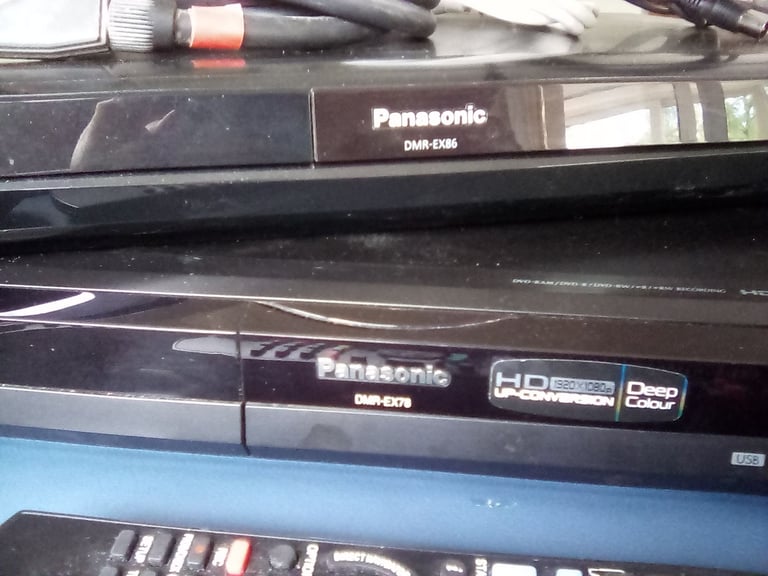 Panasonic
DMR-EX86
DVD-RAM/DVD-R/DVD-RW/+R/+RW RECORDING
Panasonic
DMR-EX78
HD 1920X1080p
UP-CONVERSION
Deep
Colour
USB